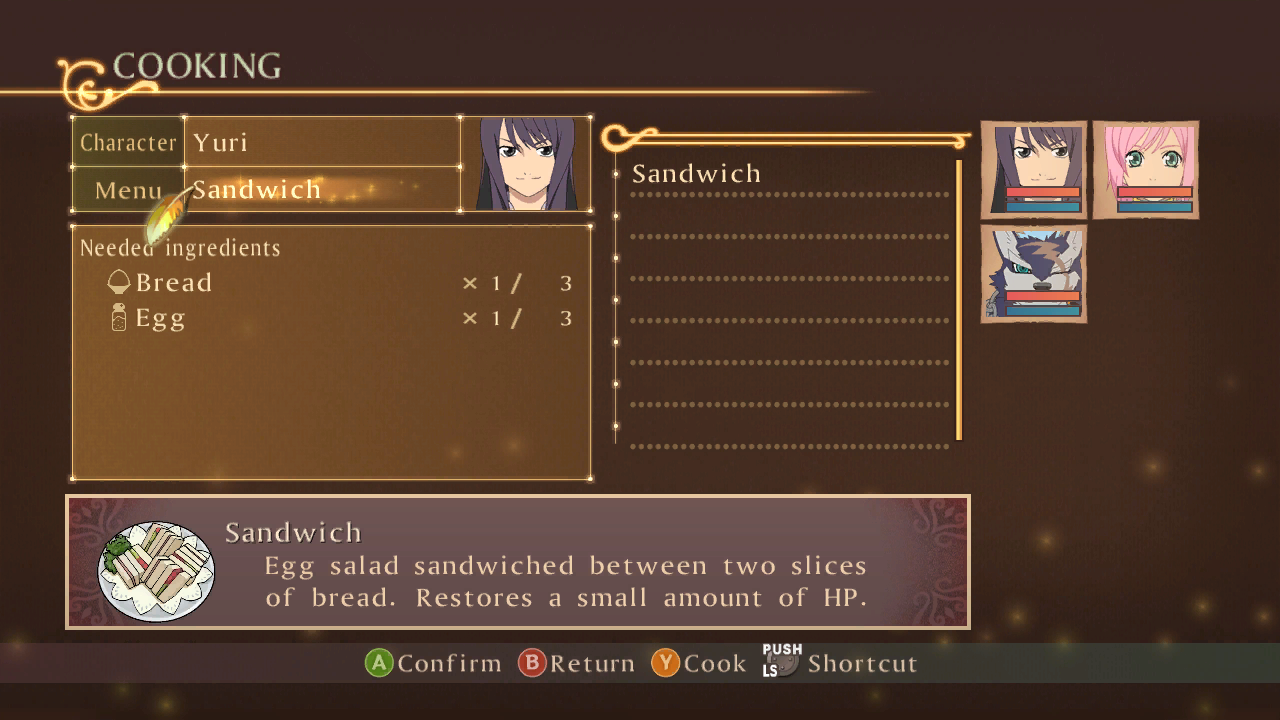 COOKING
Character Yuri
Menu Sandwich
Needed ingredients
Bread × 1 / 3
Egg × 1 / 3
Sandwich
Sandwich
Egg salad sandwiched between two slices
of bread. Restores a small amount of HP.
A Confirm B Return Y Cook PUSH LS Shortcut